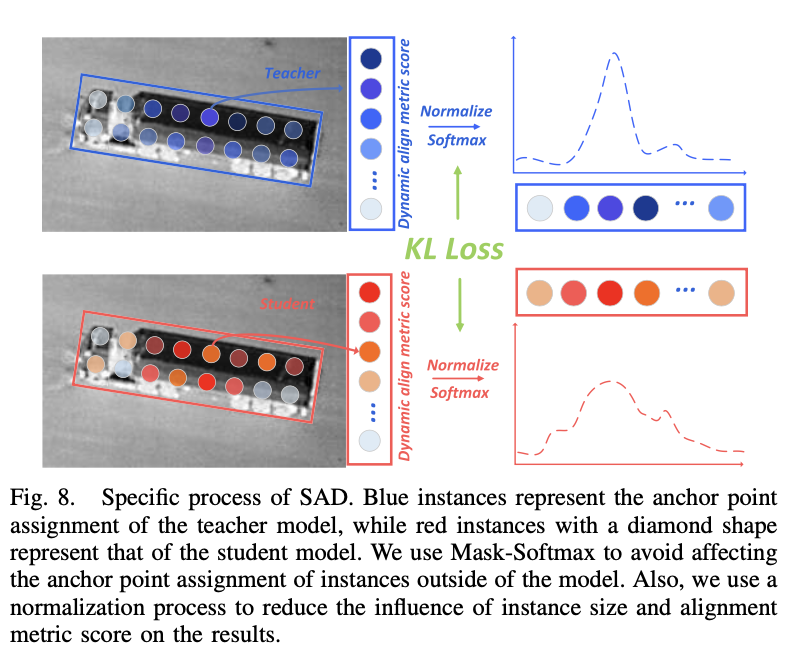 Teacher
Dynamic align metric score
Normalize
Softmax
KL Loss
Student
Dynamic align metric score
Normalize
Softmax
Fig. 8. Specific process of SAD. Blue instances represent the anchor point
assignment of the teacher model, while red instances with a diamond shape
represent that of the student model. We use Mask-Softmax to avoid affecting
the anchor point assignment of instances outside of the model. Also, we use a
normalization process to reduce the influence of instance size and alignment
metric score on the results.